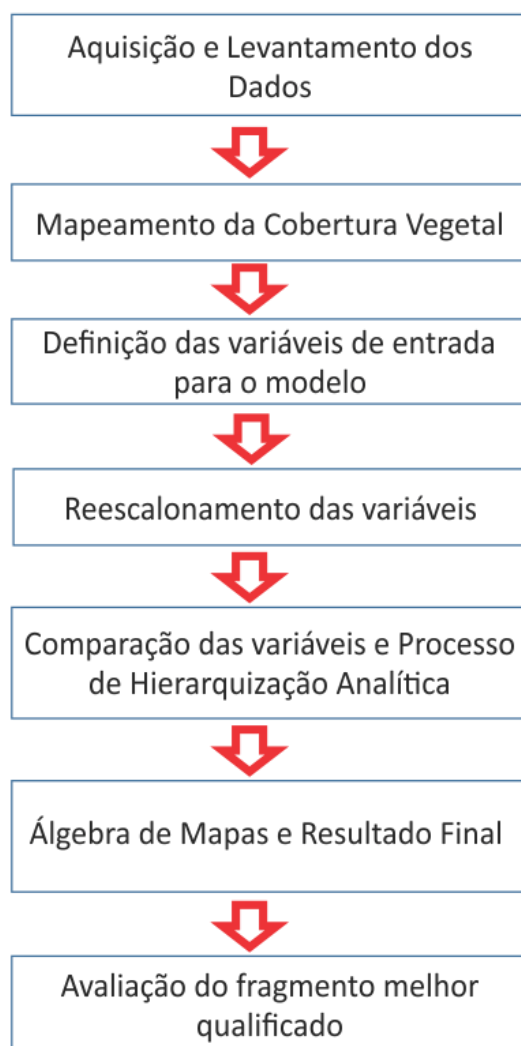 Aquisição e Levantamento dos
Dados
Mapeamento da Cobertura Vegetal
Definição das variáveis de entrada
para o modelo
Reescalonamento das variáveis
Comparação das variáveis e Processo
de Hierarquização Analítica
Álgebra de Mapas e Resultado Final
Avaliação do fragmento melhor
qualificado